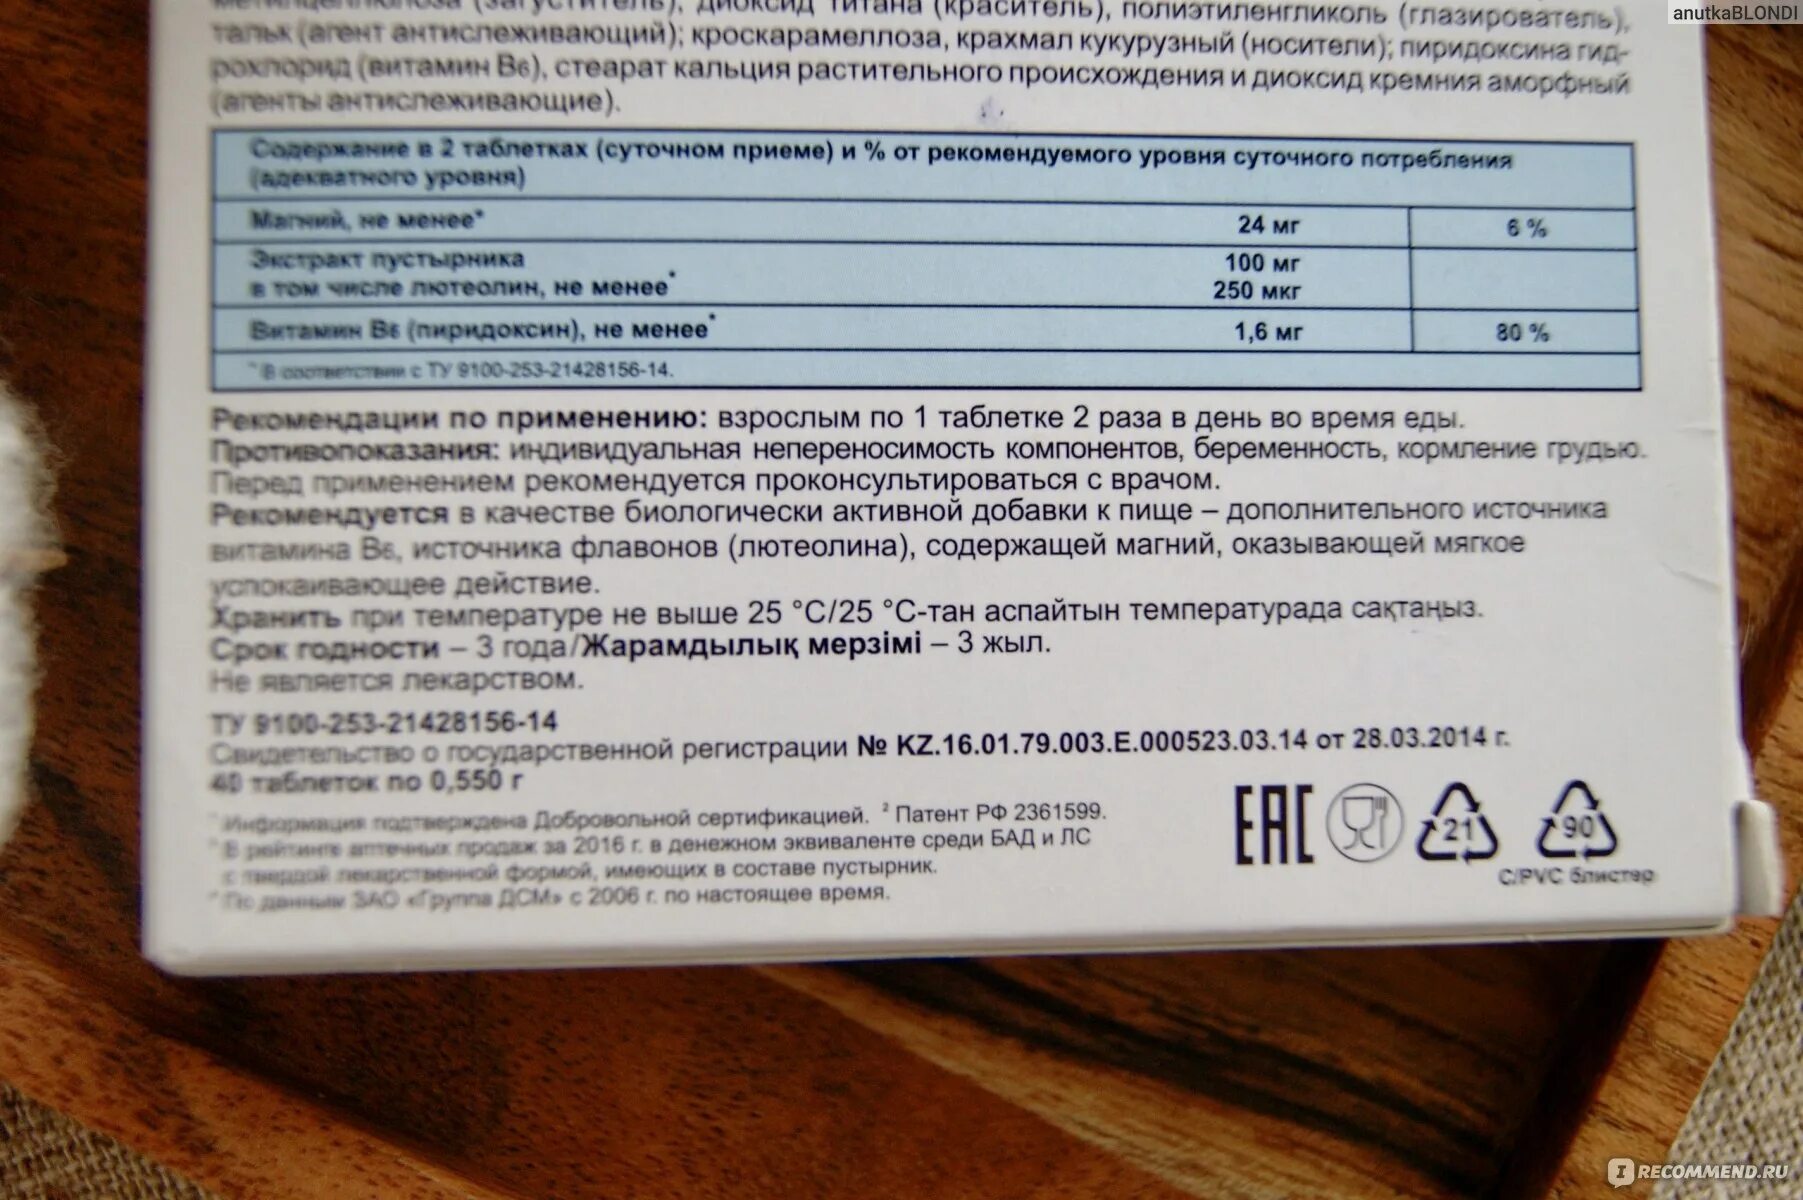 anutkaBLONDI
метилцеллюлоза (загуститель), диоксид титана (краситель), полиэтиленгликоль (глазирователь),
тальк (агент антислеживающий); кроскарамеллоза, крахмал кукурузный (носители); пиридоксина гид-
рохлорид (витамин В6), стеарат кальция растительного происхождения и диоксид кремния аморфный
(агенты антислеживающие).
Содержание в 2 таблетках (суточном приеме) и % от рекомендуемого уровня суточного потребления
(адекватного уровня)
Магний, не менее* 24 мг 6 %
Экстракт пустырника 100 мг
в том числе лютеолин, не менее* 250 мкг
Витамин В6 (пиридоксин), не менее* 1,6 мг 80 %
* В соответствии с ТУ 9100-253-21428156-14.
Рекомендации по применению: взрослым по 1 таблетке 2 раза в день во время еды.
Противопоказания: индивидуальная непереносимость компонентов, беременность, кормление грудью.
Перед применением рекомендуется проконсультироваться с врачом.
Рекомендуется в качестве биологически активной добавки к пище – дополнительного источника
витамина В6, источника флавонов (лютеолина), содержащей магний, оказывающей мягкое
успокаивающее действие.
Хранить при температуре не выше 25 °С/25 °С-тан аспайтын температурада сақтаңыз.
Срок годности – 3 года/Жарамдылық мерзімі – 3 жыл.
Не является лекарством.
ТУ 9100-253-21428156-14
Свидетельство о государственной регистрации № KZ.16.01.79.003.Е.000523.03.14 от 28.03.2014 г.
40 таблеток по 0,550 г
Информация подтверждена Добровольной сертификацией. ² Патент РФ 2361599.
В рейтинге аптечных продаж за 2016 г. в денежном эквиваленте среди БАД и ЛС
с твердой лекарственной формой, имеющих в составе пустырник.
По данным ЗАО «Группа ДСМ» с 2006 г. по настоящее время.
EAC
21
90
C/PVC блистер
RECOMMEND.RU